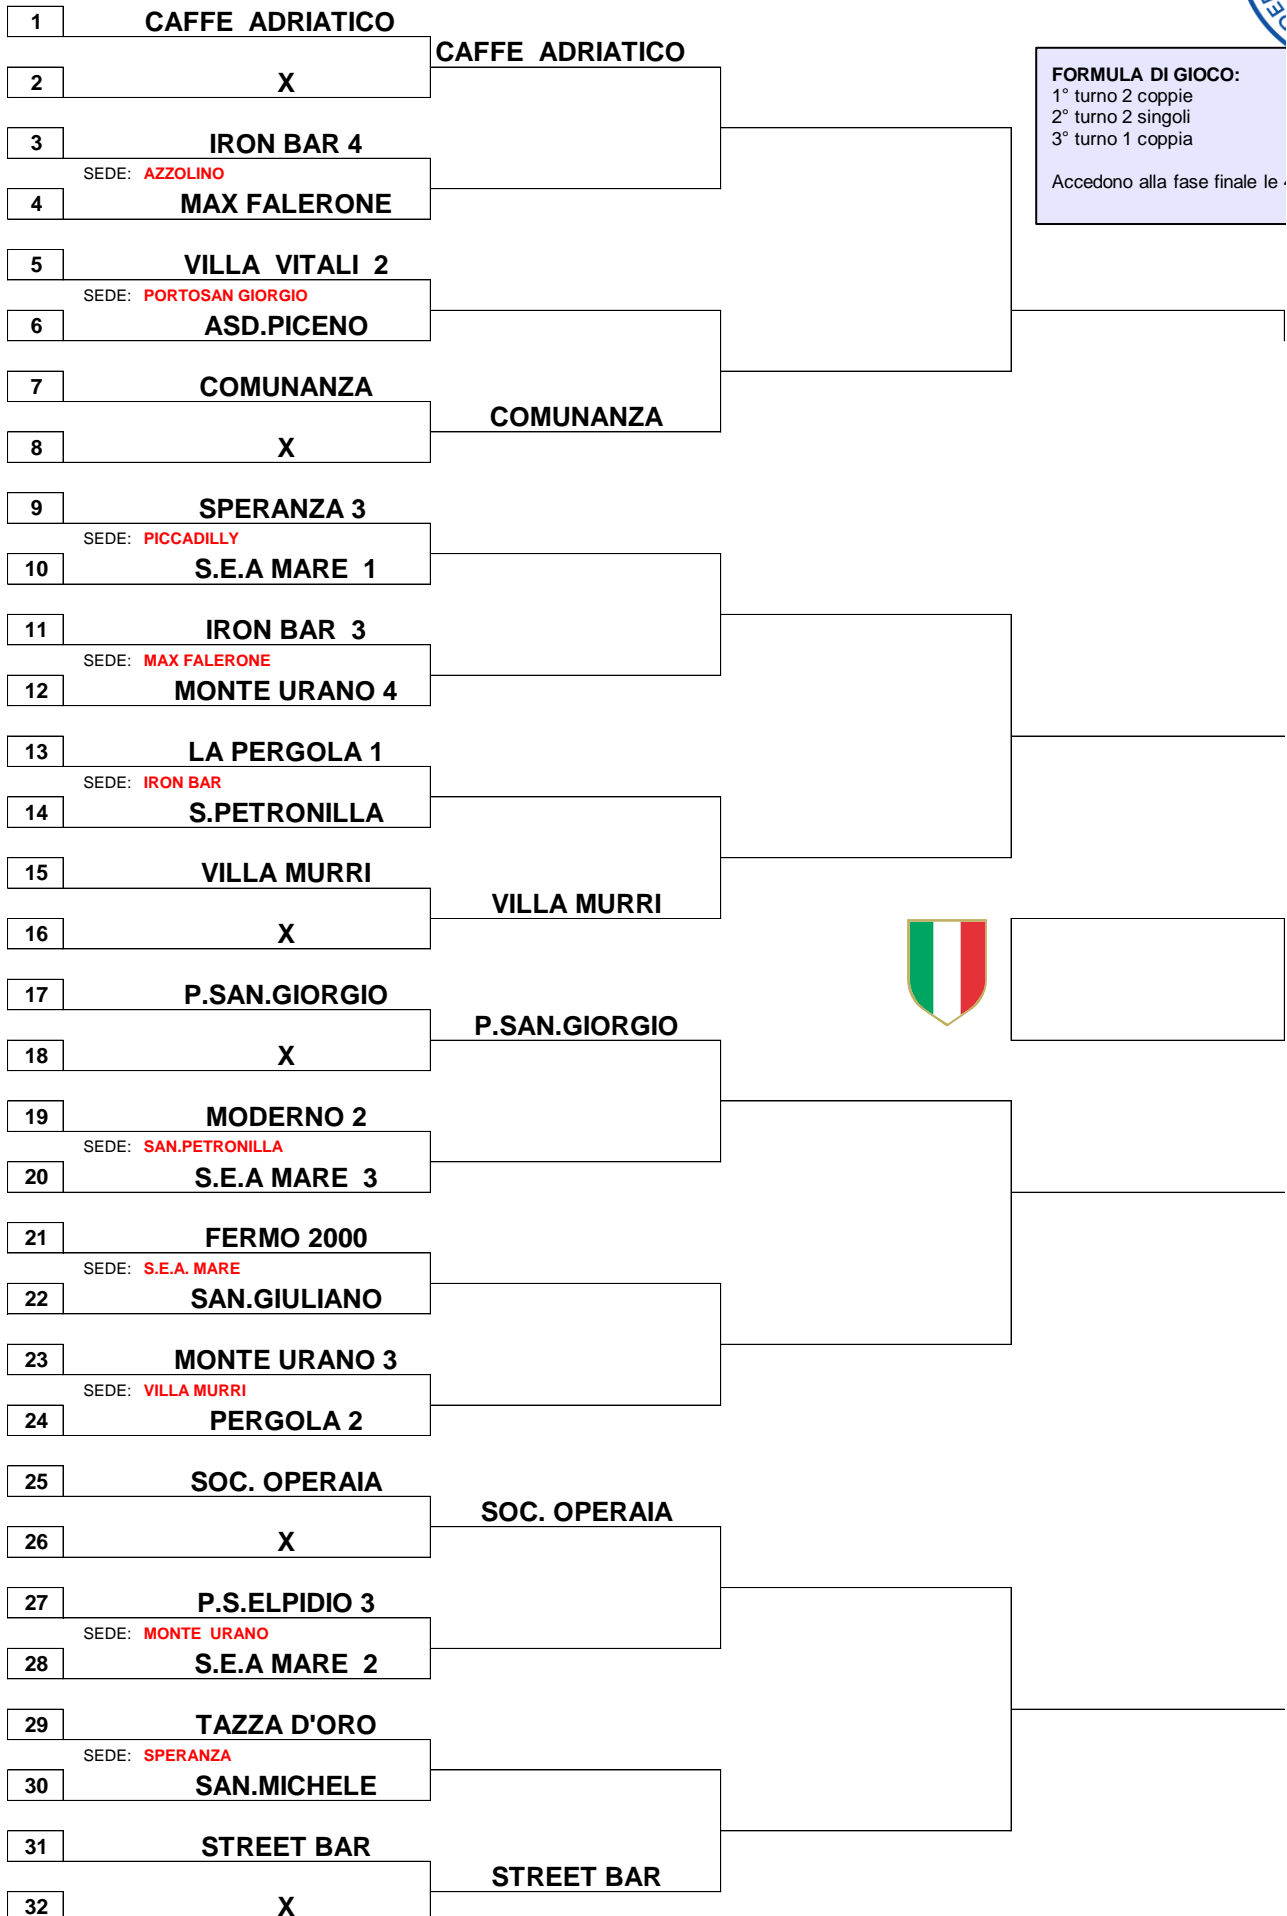 1 CAFFE ADRIATICO
CAFFE ADRIATICO
2 X
3 IRON BAR 4
SEDE: AZZOLINO
4 MAX FALERONE
5 VILLA VITALI 2
SEDE: PORTOSAN GIORGIO
6 ASD.PICENO
7 COMUNANZA
COMUNANZA
8 X
9 SPERANZA 3
SEDE: PICCADILLY
10 S.E.A MARE 1
11 IRON BAR 3
SEDE: MAX FALERONE
12 MONTE URANO 4
13 LA PERGOLA 1
SEDE: IRON BAR
14 S.PETRONILLA
15 VILLA MURRI
VILLA MURRI
16 X
17 P.SAN.GIORGIO
P.SAN.GIORGIO
18 X
19 MODERNO 2
SEDE: SAN.PETRONILLA
20 S.E.A MARE 3
21 FERMO 2000
SEDE: S.E.A. MARE
22 SAN.GIULIANO
23 MONTE URANO 3
SEDE: VILLA MURRI
24 PERGOLA 2
25 SOC. OPERAIA
SOC. OPERAIA
26 X
27 P.S.ELPIDIO 3
SEDE: MONTE URANO
28 S.E.A MARE 2
29 TAZZA D'ORO
SEDE: SPERANZA
30 SAN.MICHELE
31 STREET BAR
STREET BAR
32 X
FORMULA DI GIOCO:
1° turno 2 coppie
2° turno 2 singoli
3° turno 1 coppia
Accedono alla fase finale le